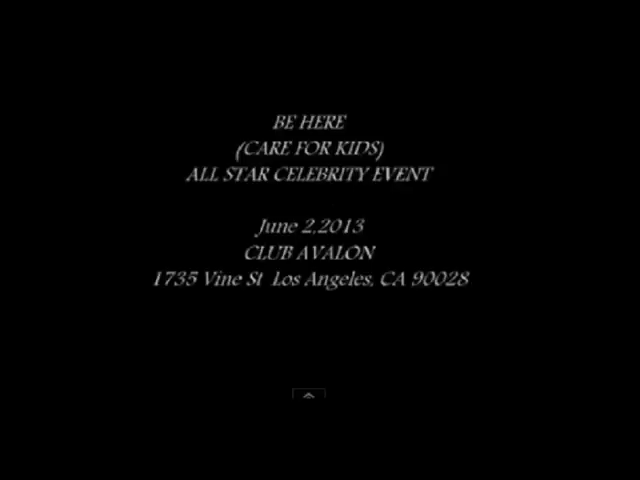 BE HERE
(CARE FOR KIDS)
ALL STAR CELEBRITY EVENT
June 2,2013
CLUB AVALON
1735 Vine St Los Angeles, CA 90028